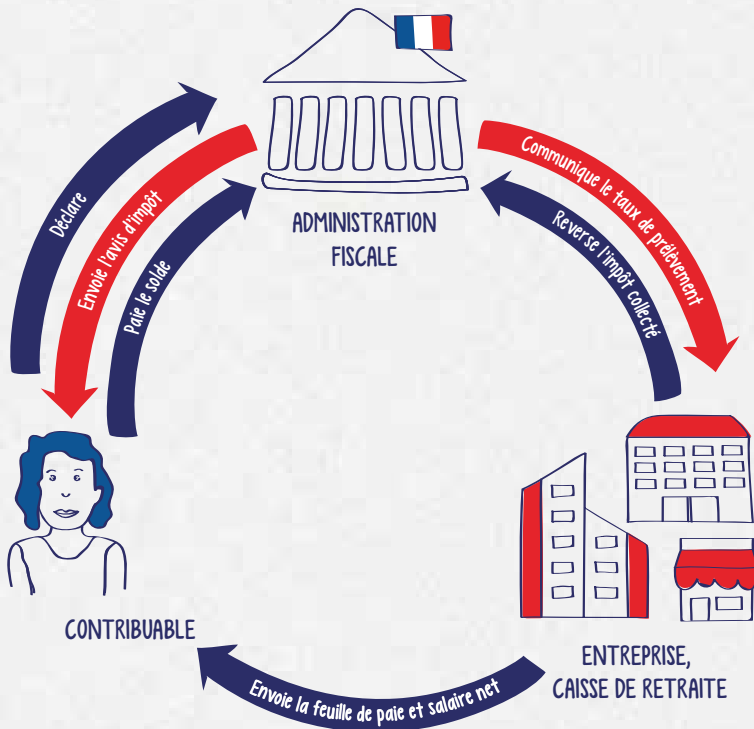 ADMINISTRATION
FISCALE
Déclare
Envoie l'avis d'impôt
Paie le solde
Communique le taux de prélèvement
Reverse l'impôt collecté
CONTRIBUABLE
ENTREPRISE,
CAISSE DE RETRAITE
Envoie la feuille de paie et salaire net